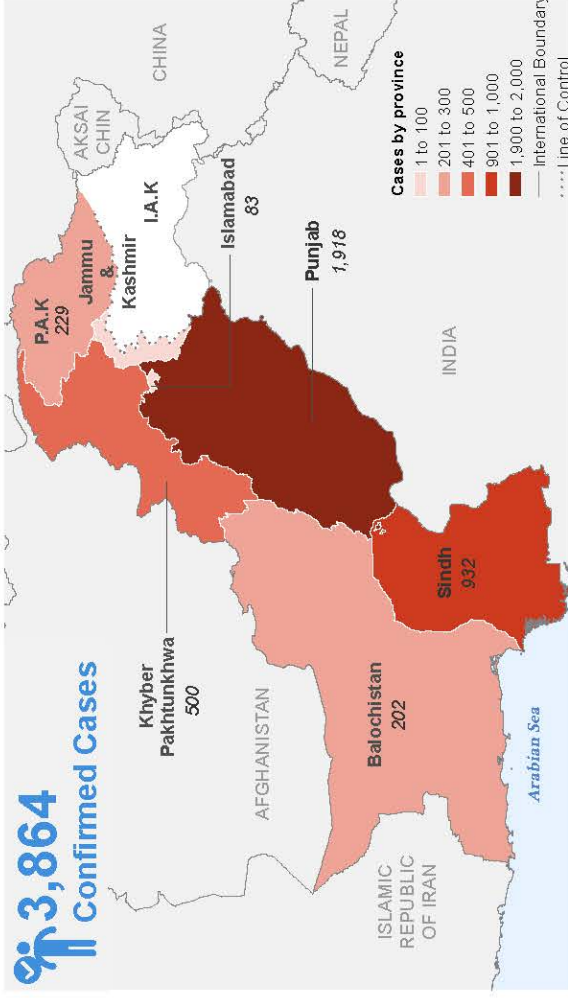 3,864
Confirmed Cases
AKSAI
CHIN
CHINA
NEPAL
P.A.K
229
Jammu
&
Kashmir
I.A.K
Islamabad
83
Punjab
1,918
Khyber
Pakhtunkhwa
500
AFGHANISTAN
Balochistan
202
Sindh
932
INDIA
ISLAMIC
REPUBLIC
OF IRAN
Arabian Sea
Cases by province
1 to 100
201 to 300
401 to 500
901 to 1,000
1,900 to 2,000
International Boundary
Line of Control